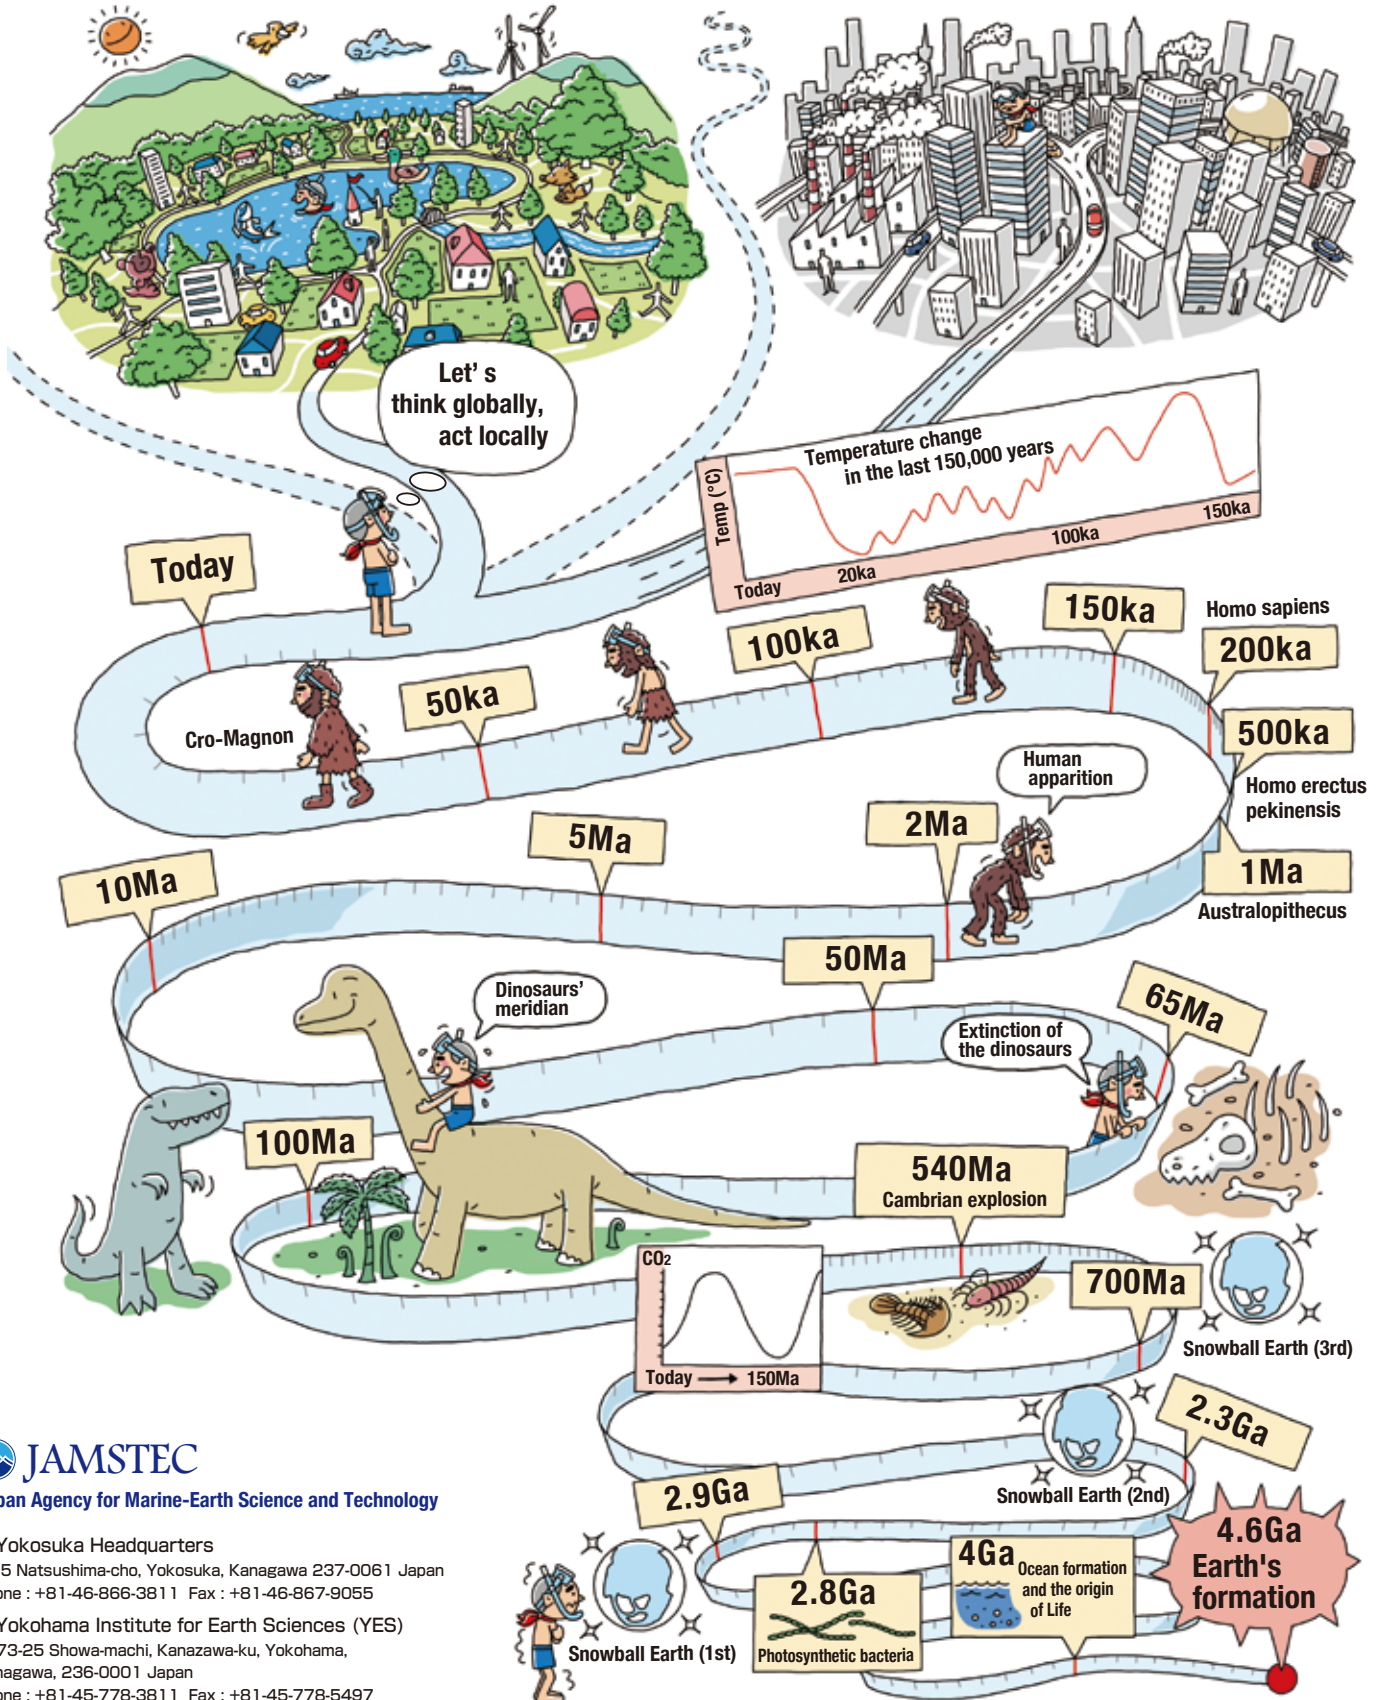 Let' s
think globally,
act locally
Temperature change
in the last 150,000 years
Temp (°C)
Today
20ka
100ka
150ka
Today
Cro-Magnon
50ka
100ka
150ka
Homo sapiens
200ka
500ka
Homo erectus
pekinensis
Human
apparition
1Ma
Australopithecus
2Ma
5Ma
10Ma
50Ma
Dinosaurs'
meridian
65Ma
Extinction of
the dinosaurs
100Ma
540Ma
Cambrian explosion
CO2
Today
150Ma
700Ma
Snowball Earth (3rd)
2.3Ga
Snowball Earth (2nd)
2.9Ga
Snowball Earth (1st)
2.8Ga
Photosynthetic bacteria
4Ga
Ocean formation
and the origin
of Life
4.6Ga
Earth's
formation
JAMSTEC
pan Agency for Marine-Earth Science and Technology
Yokosuka Headquarters
5 Natsushima-cho, Yokosuka, Kanagawa 237-0061 Japan
one : +81-46-866-3811 Fax : +81-46-867-9055
Yokohama Institute for Earth Sciences (YES)
73-25 Showa-machi, Kanazawa-ku, Yokohama,
nagawa, 236-0001 Japan
one : +81-45-778-3811 Fax : +81-45-778-5497